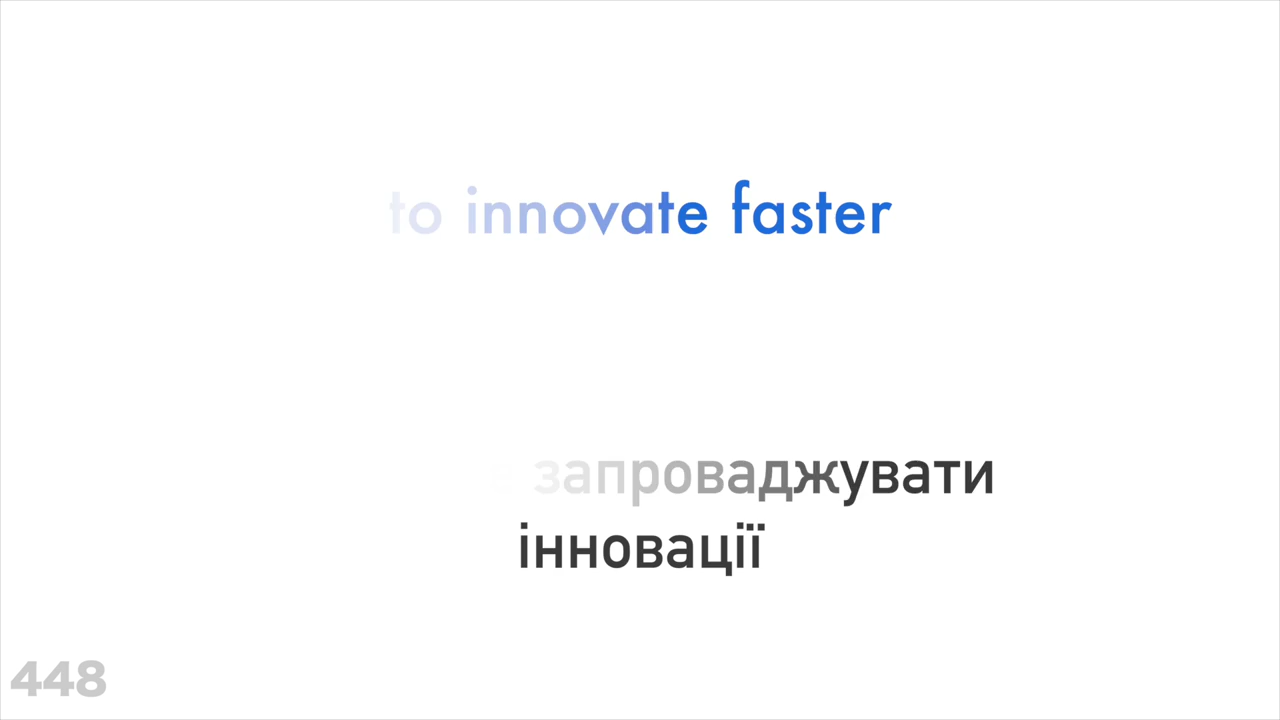 to innovate faster
запроваджувати
інновації
448